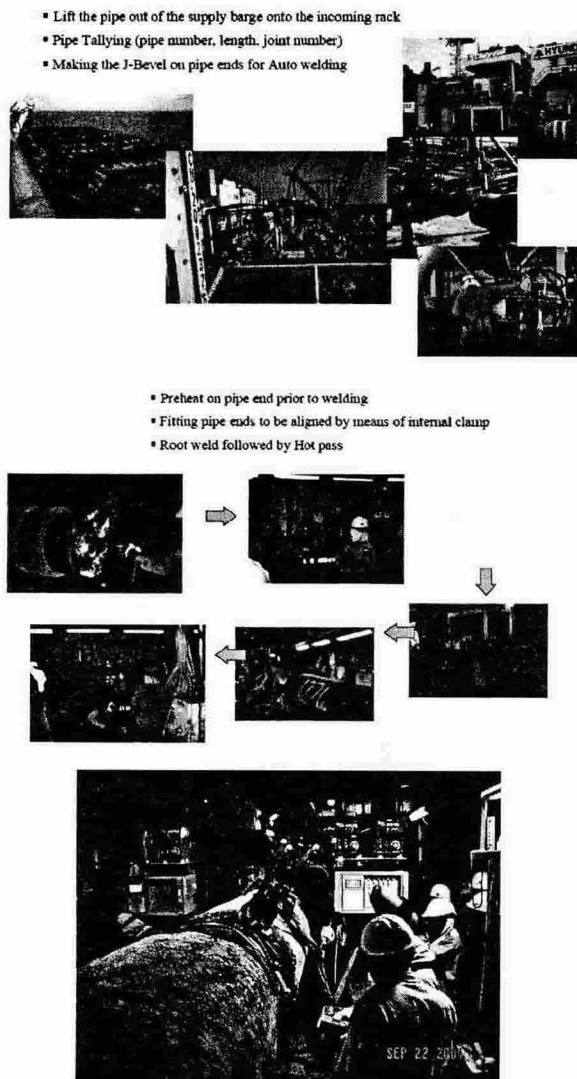 ▪ Lift the pipe out of the supply barge onto the incoming rack
▪ Pipe Tallying (pipe number, length, joint number)
▪ Making the J-Bevel on pipe ends for Auto welding
▪ Preheat on pipe end prior to welding
▪ Fitting pipe ends to be aligned by means of internal clamp
▪ Root weld followed by Hot pass
SEP 22